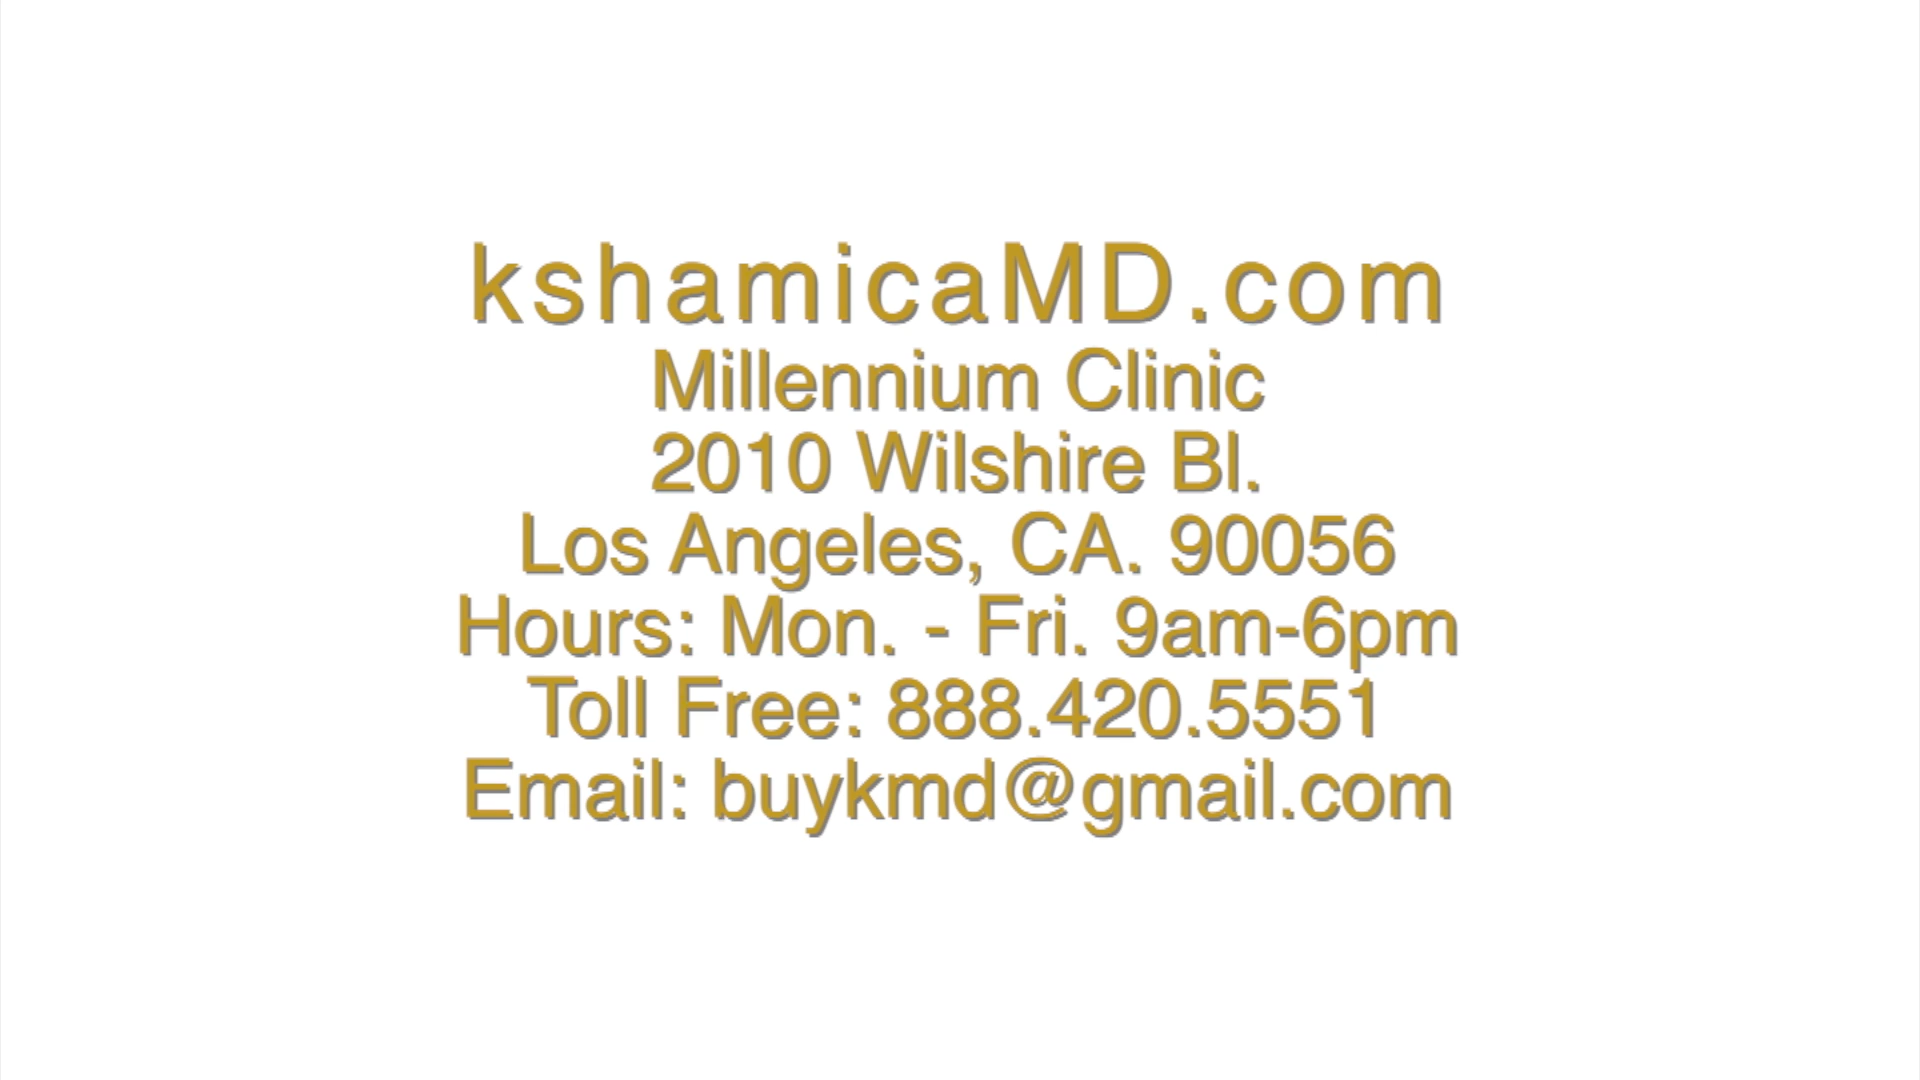 kshamicaMD.com
Millennium Clinic
2010 Wilshire Bl.
Los Angeles, CA. 90056
Hours: Mon. - Fri. 9am-6pm
Toll Free: 888.420.5551
Email: buykmd@gmail.com